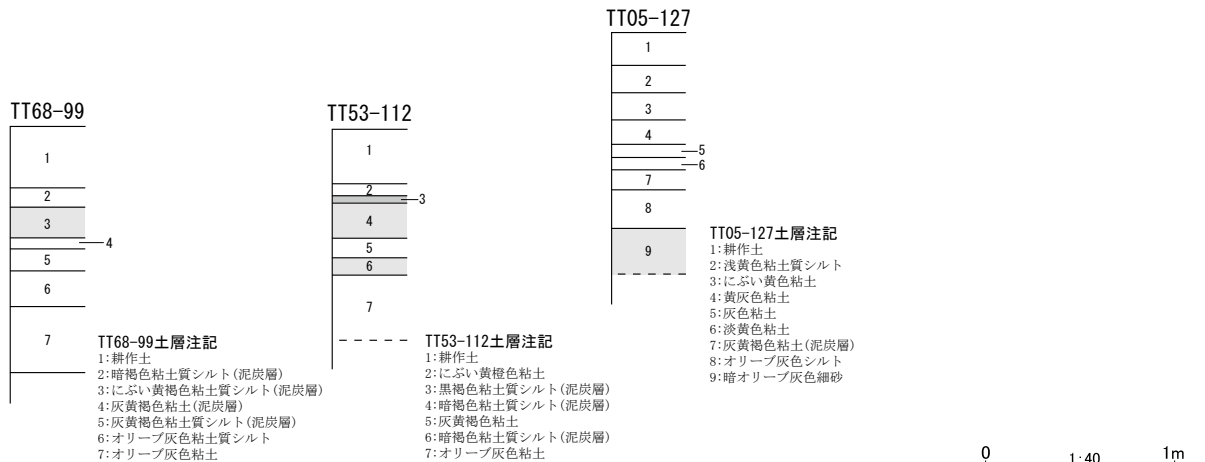 TT68-99
1
2
3
4
5
6
7
TT68-99土層注記
1:耕作土
2:暗褐色粘土質シルト(泥炭層)
3:にぶい黄褐色粘土質シルト(泥炭層)
4:灰黄褐色粘土(泥炭層)
5:灰黄褐色粘土質シルト(泥炭層)
6:オリーブ灰色粘土質シルト
7:オリーブ灰色粘土
TT53-112
1
2
3
4
5
6
7
TT53-112土層注記
1:耕作土
2:にぶい黄橙色粘土
3:黒褐色粘土質シルト(泥炭層)
4:暗褐色粘土質シルト(泥炭層)
5:灰黄褐色粘土
6:暗褐色粘土質シルト(泥炭層)
7:オリーブ灰色粘土
TT05-127
1
2
3
4
5
6
7
8
9
TT05-127土層注記
1:耕作土
2:浅黄色粘土質シルト
3:にぶい黄色粘土
4:黄灰色粘土
5:灰色粘土
6:淡黄色粘土
7:灰黄褐色粘土(泥炭層)
8:オリーブ灰色シルト
9:暗オリーブ灰色細砂
0 1:40 1m